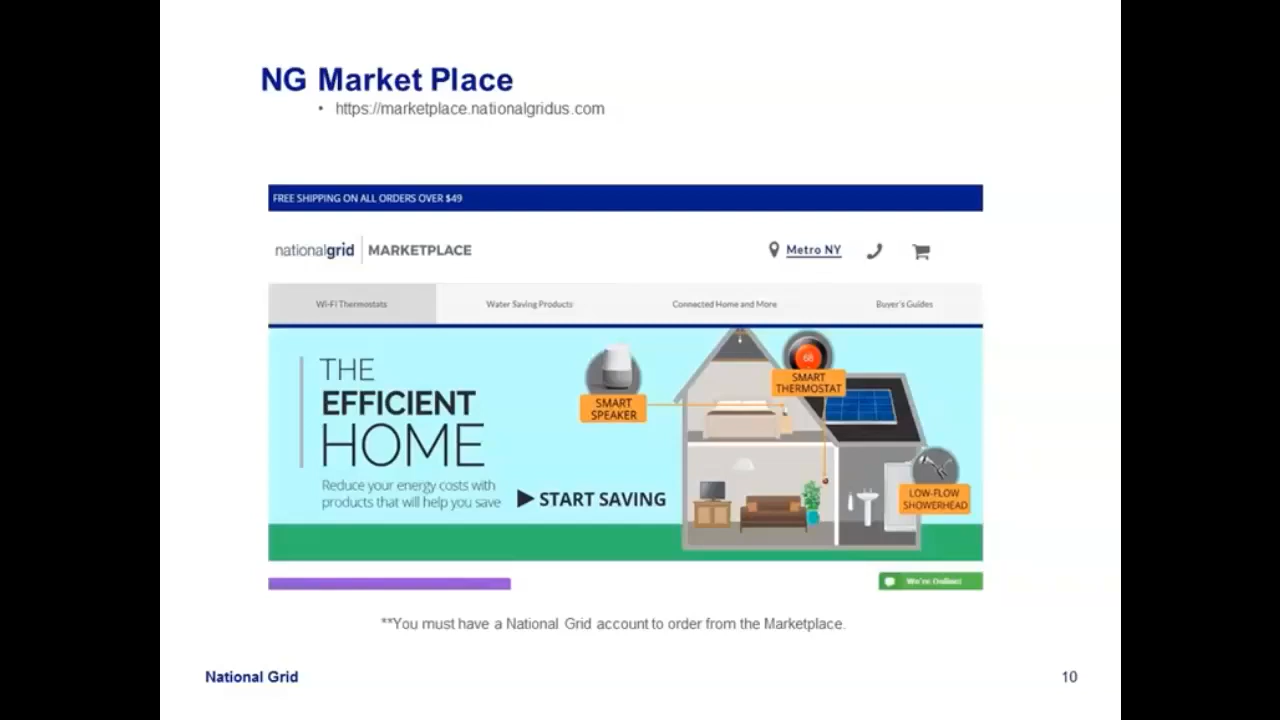 NG Market Place
• https://marketplace.nationalgridus.com
FREE SHIPPING ON ALL ORDERS OVER $49
nationalgrid | MARKETPLACE
Metro NY
Wi-Fi Thermostats
Water Saving Products
Connected Home and More
Buyer's Guides
THE
EFFICIENT
HOME
Reduce your energy costs with
products that will help you save
START SAVING
SMART
SPEAKER
68
SMART
THERMOSTAT
LOW-FLOW
SHOWERHEAD
We're Online!
**You must have a National Grid account to order from the Marketplace.
National Grid
10